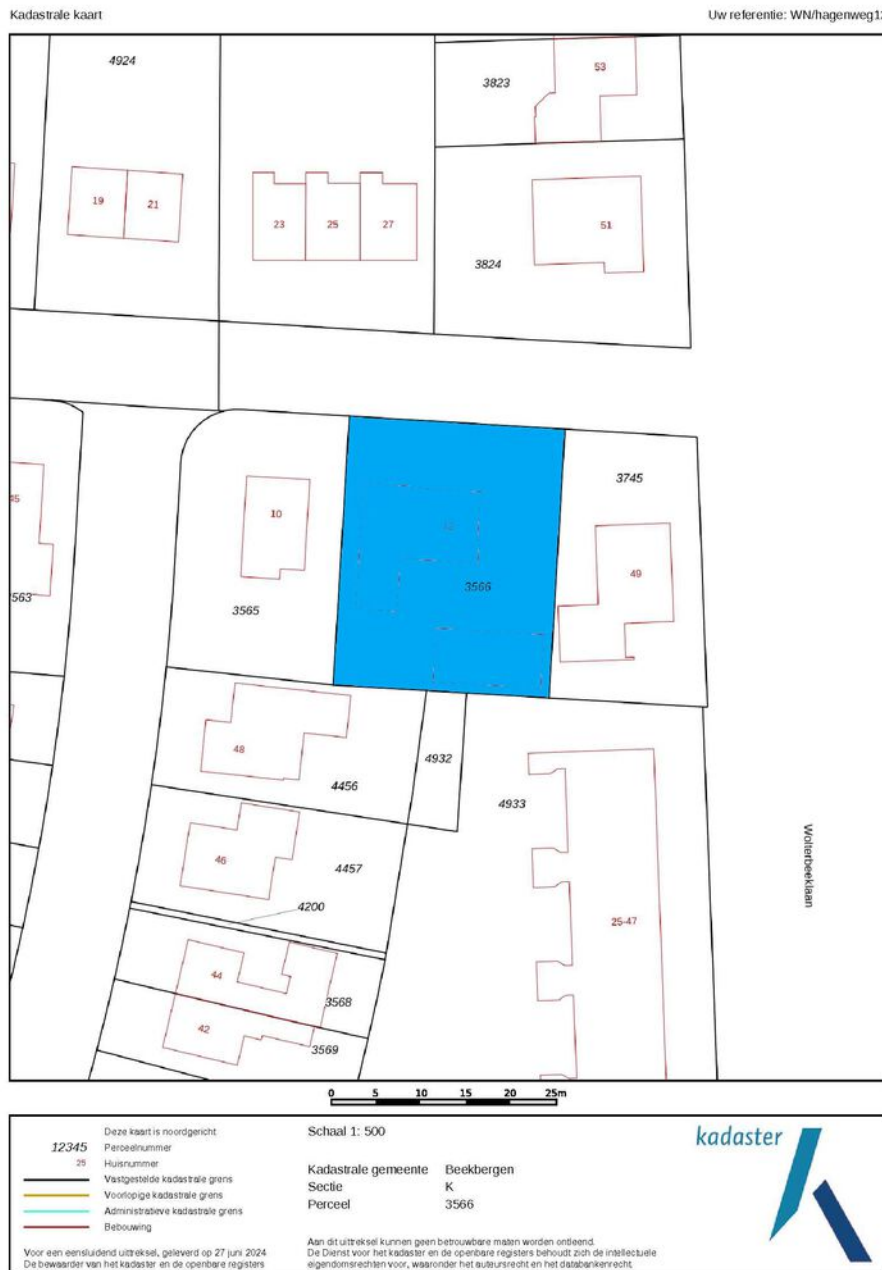 Kadastrale kaart
Uw referentie: WN/hagenweg12
4924
53
3823
19
21
23
25
27
51
3824
3745
45
10
12
49
3563
3565
3566
48
4932
4456
4933
46
4457
Wolterbeeklaan
4200
25-47
44
3568
42
3569
0 5 10 15 20 25m
Deze kaart is noordgericht
12345 Perceelnummer
25 Huisnummer
Vastgestelde kadastrale grens
Voorlopige kadastrale grens
Administratieve kadastrale grens
Bebouwing
Voor een eensluidend uittreksel, geleverd op 27 juni 2024
De bewaarder van het kadaster en de openbare registers
Schaal 1: 500
Kadastrale gemeente Beekbergen
Sectie K
Perceel 3566
Aan dit uittreksel kunnen geen betrouwbare maten worden ontleend.
De Dienst voor het kadaster en de openbare registers behoudt zich de intellectuele
eigendomsrechten voor, waaronder het auteursrecht en het databankenrecht.
kadaster